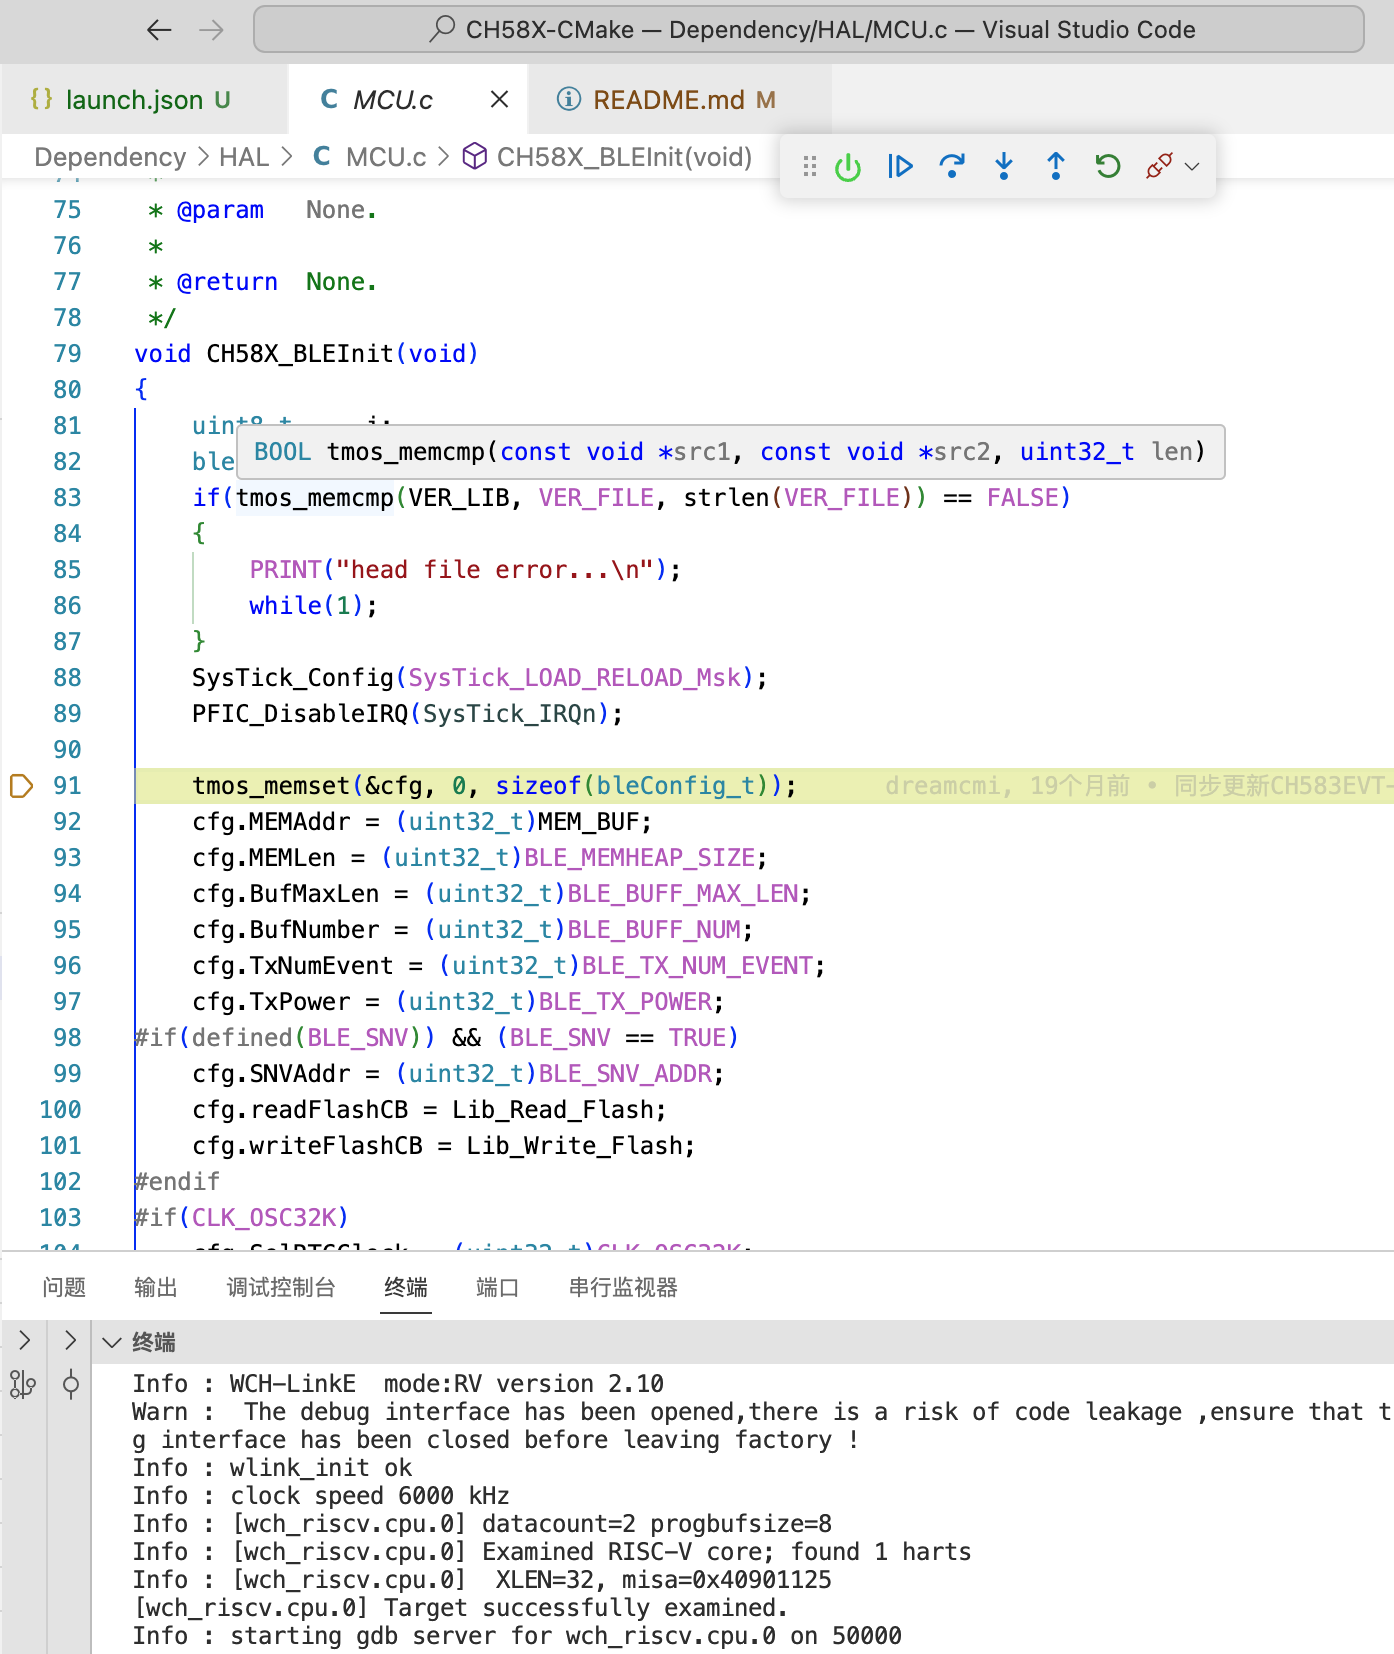 CH58X-CMake — Dependency/HAL/MCU.c — Visual Studio Code
{} launch.json U
C MCU.c
README.md M
Dependency > HAL > C MCU.c > CH58X_BLEInit(void)
75 * @param None.
76 *
77 * @return None.
78 */
79 void CH58X_BLEInit(void)
80 {
81 uint8_t i;
BOOL tmos_memcmp(const void *src1, const void *src2, uint32_t len)
82 ble
83 if(tmos_memcmp(VER_LIB, VER_FILE, strlen(VER_FILE)) == FALSE)
84 {
85 PRINT("head file error...\n");
86 while(1);
87 }
88 SysTick_Config(SysTick_LOAD_RELOAD_Msk);
89 PFIC_DisableIRQ(SysTick_IRQn);
90
91 tmos_memset(&cfg, 0, sizeof(bleConfig_t)); dreamcmi, 19个月前 • 同步更新CH583EVT-
92 cfg.MEMAddr = (uint32_t)MEM_BUF;
93 cfg.MEMLen = (uint32_t)BLE_MEMHEAP_SIZE;
94 cfg.BufMaxLen = (uint32_t)BLE_BUFF_MAX_LEN;
95 cfg.BufNumber = (uint32_t)BLE_BUFF_NUM;
96 cfg.TxNumEvent = (uint32_t)BLE_TX_NUM_EVENT;
97 cfg.TxPower = (uint32_t)BLE_TX_POWER;
98 #if(defined(BLE_SNV)) && (BLE_SNV == TRUE)
99 cfg.SNVAddr = (uint32_t)BLE_SNV_ADDR;
100 cfg.readFlashCB = Lib_Read_Flash;
101 cfg.writeFlashCB = Lib_Write_Flash;
102 #endif
103 #if(CLK_OSC32K)
问题 输出 调试控制台 终端 端口 串行监视器
终端
Info : WCH-LinkE  mode:RV version 2.10
Warn :  The debug interface has been opened,there is a risk of code leakage ,ensure that t
g interface has been closed before leaving factory !
Info : wlink_init ok
Info : clock speed 6000 kHz
Info : [wch_riscv.cpu.0] datacount=2 progbufsize=8
Info : [wch_riscv.cpu.0] Examined RISC-V core; found 1 harts
Info : [wch_riscv.cpu.0]  XLEN=32, misa=0x40901125
[wch_riscv.cpu.0] Target successfully examined.
Info : starting gdb server for wch_riscv.cpu.0 on 50000